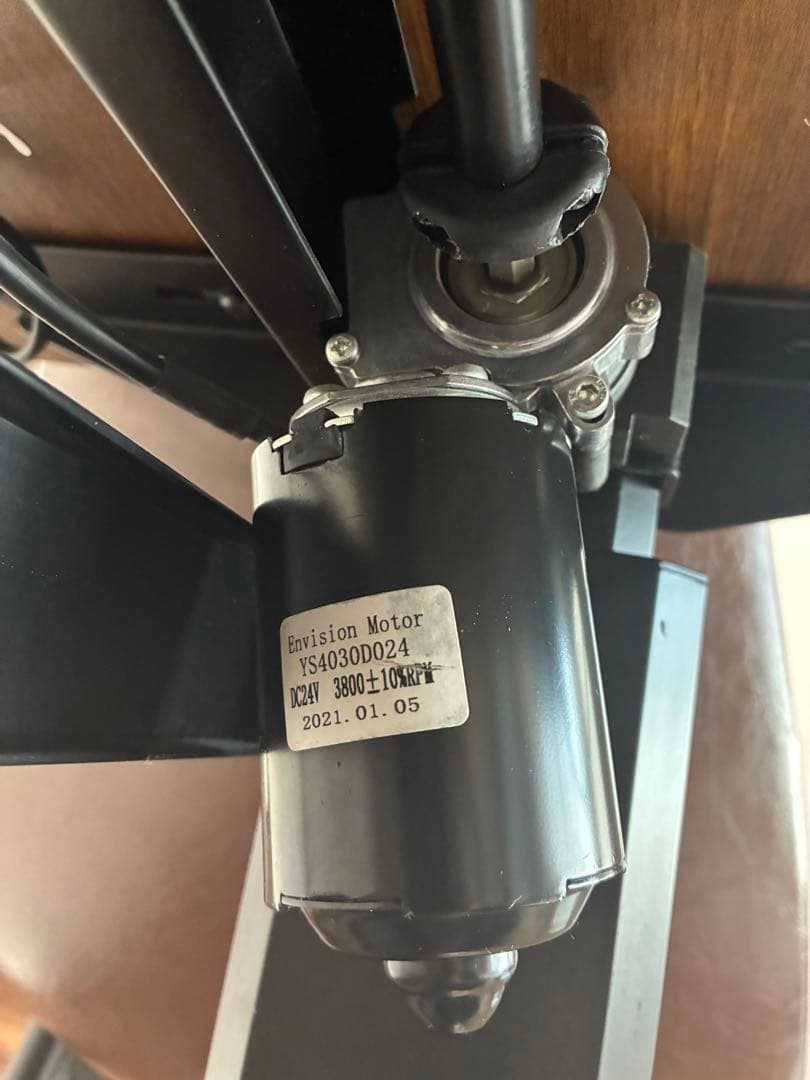 Envision Motor
YS4030D024
DC24V 3800±10%RPM
2021.01.05